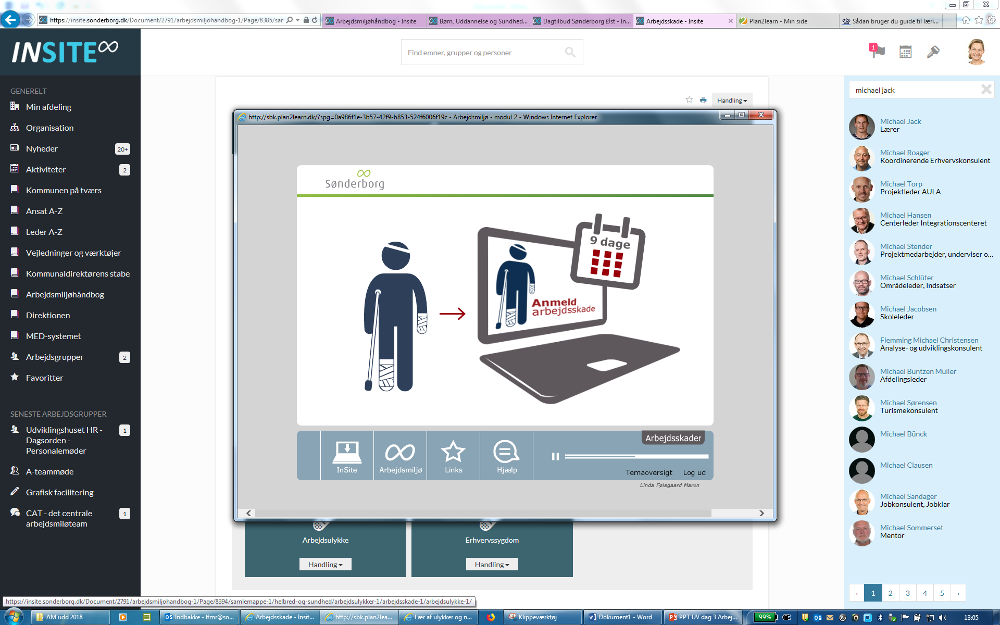 https://insite.sonderborg.dk/Document/2791/arbejdsmiljohandbog-1/Page/8385/sar
Arbejdsmiljøhåndbog - Insite
Børn, Uddannelse og Sundhed...
Dagtilbud Sønderborg Øst - In...
Arbejdsskade - Insite
Plan2learn - Min side
Sådan bruger du guide til læri...
INSITE
Find emner, grupper og personer
1
GENERELT
Min afdeling
Organisation
Nyheder
20+
Aktiviteter
2
Kommunen på tværs
Ansat A-Z
Leder A-Z
Vejledninger og værktøjer
Kommunaldirektørens stabe
Arbejdsmiljøhåndbog
Direktionen
MED-systemet
Arbejdsgrupper
2
Favoritter
SENESTE ARBEJDSGRUPPER
Udviklingshuset HR -
Dagsorden -
Personalemøder
1
A-teammøde
Grafisk facilitering
CAT - det centrale
arbejdsmiløteam
1
Handling
http://sbk.plan2learn.dk/?spg=0a986f1e-3b57-42f9-b853-524f6006f19c - Arbejdsmiljø - modul 2 - Windows Internet Explorer
Sønderborg
9 dage
Anmeld
arbejdsskade
Arbejdsskader
InSite
Arbejdsmiljø
Links
Hjælp
Temaoversigt
Log ud
Linda Følsgaard Maron
Arbejdsulykke
Handling
Erhvervssygdom
Handling
michael jack
Michael Jack
Lærer
Michael Roager
Koordinerende Erhvervskonsulent
Michael Torp
Projektleder AULA
Michael Hansen
Centerleder Integrationscenteret
Michael Stender
Projektmedarbejder, underviser o...
Michael Schlüter
Områdeleder, Indsatser
Michael Jacobsen
Skoleleder
Flemming Michael Christensen
Analyse- og udviklingskonsulent
Michael Buntzen Müller
Afdelingsleder
Michael Sørensen
Turismekonsulent
Michael Bünck
Michael Clausen
Michael Sandager
Jobkonsulent, Jobklar
Michael Sommerset
Mentor
‹ 1 2 3 4 5 ›
https://insite.sonderborg.dk/Document/2791/arbejdsmiljohandbog-1/Page/8394/samlemappe-1/helbred-og-sundhed/arbejdsulykker-1/arbejdsskade-1/arbejdsulykke-1/
AM udd 2018
Indbakke - lfmr@so...
Arbejdsskade - Insit...
http://sbk.plan2lea...
Lær af ulykker og n...
Klippeværktøj
Dokument1 - Word
PPT UV dag 3 Arbej...
99%
13:05